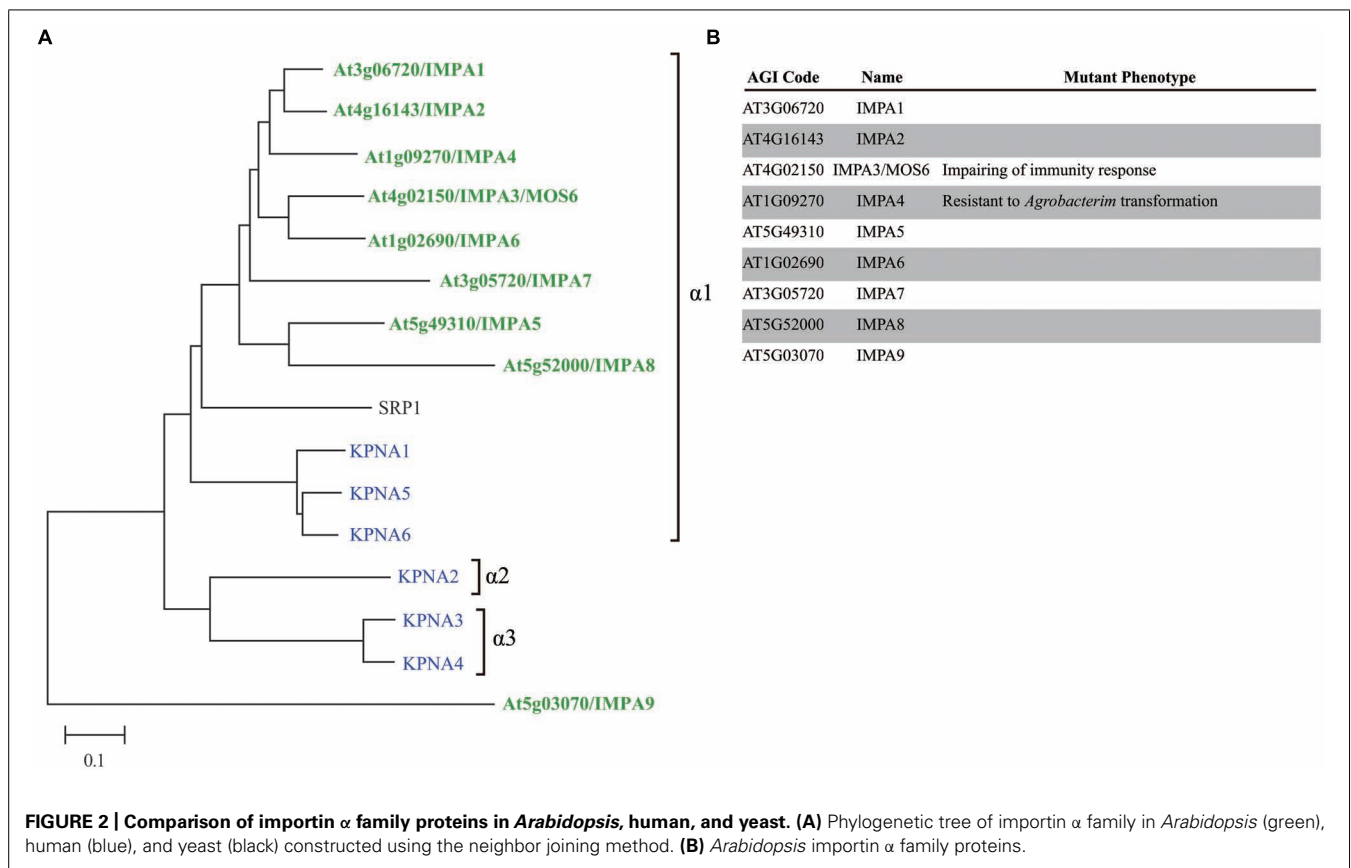 A
At3g06720/IMPA1
At4g16143/IMPA2
At1g09270/IMPA4
At4g02150/IMPA3/MOS6
At1g02690/IMPA6
At3g05720/IMPA7
At5g49310/IMPA5
At5g52000/IMPA8
SRP1
KPNA1
KPNA5
KPNA6
KPNA2
KPNA3
KPNA4
At5g03070/IMPA9
α1
α2
α3
0.1
B
AGI Code Name Mutant Phenotype
AT3G06720 IMPA1
AT4G16143 IMPA2
AT4G02150 IMPA3/MOS6 Impairing of immunity response
AT1G09270 IMPA4 Resistant to Agrobacterim transformation
AT5G49310 IMPA5
AT1G02690 IMPA6
AT3G05720 IMPA7
AT5G52000 IMPA8
AT5G03070 IMPA9
FIGURE 2 | Comparison of importin α family proteins in Arabidopsis, human, and yeast. (A) Phylogenetic tree of importin α family in Arabidopsis (green),
human (blue), and yeast (black) constructed using the neighbor joining method. (B) Arabidopsis importin α family proteins.